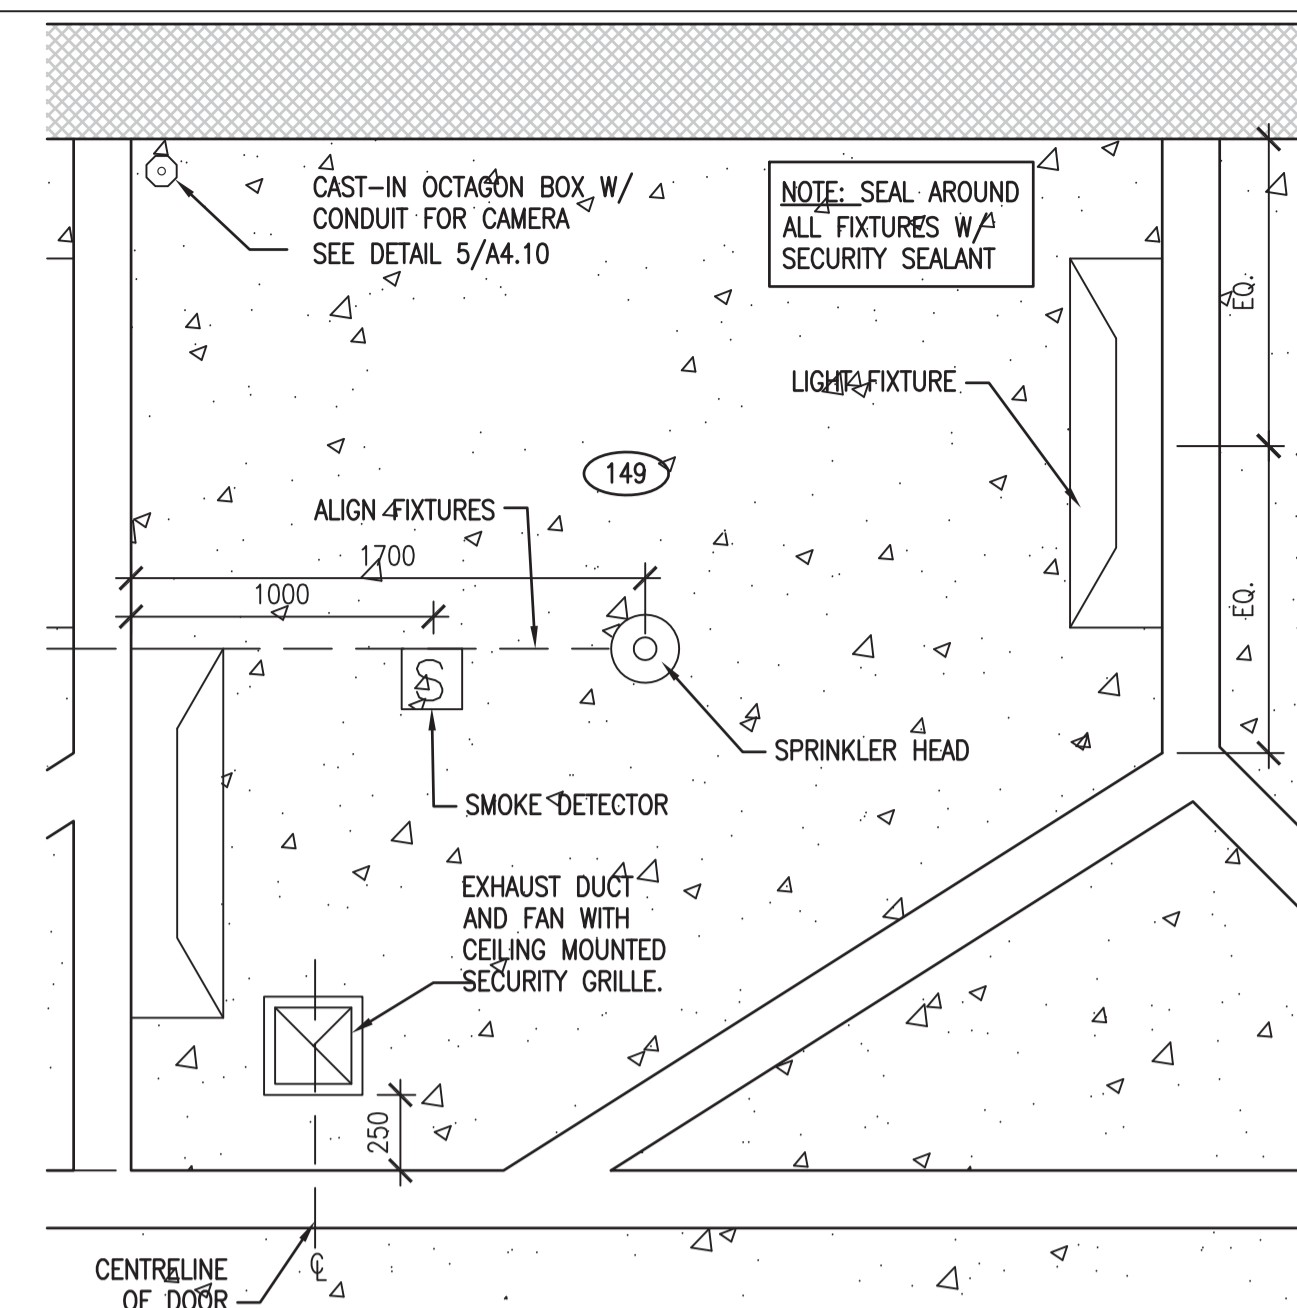 CAST-IN OCTAGON BOX W/
CONDUIT FOR CAMERA
SEE DETAIL 5/A4.10
NOTE: SEAL AROUND
ALL FIXTURES W/
SECURITY SEALANT
EQ.
LIGHT FIXTURE
149
ALIGN FIXTURES
1700
1000
EQ.
S
SPRINKLER HEAD
SMOKE DETECTOR
EXHAUST DUCT
AND FAN WITH
CEILING MOUNTED
SECURITY GRILLE.
250
CENTRELINE
OF DOOR
℄